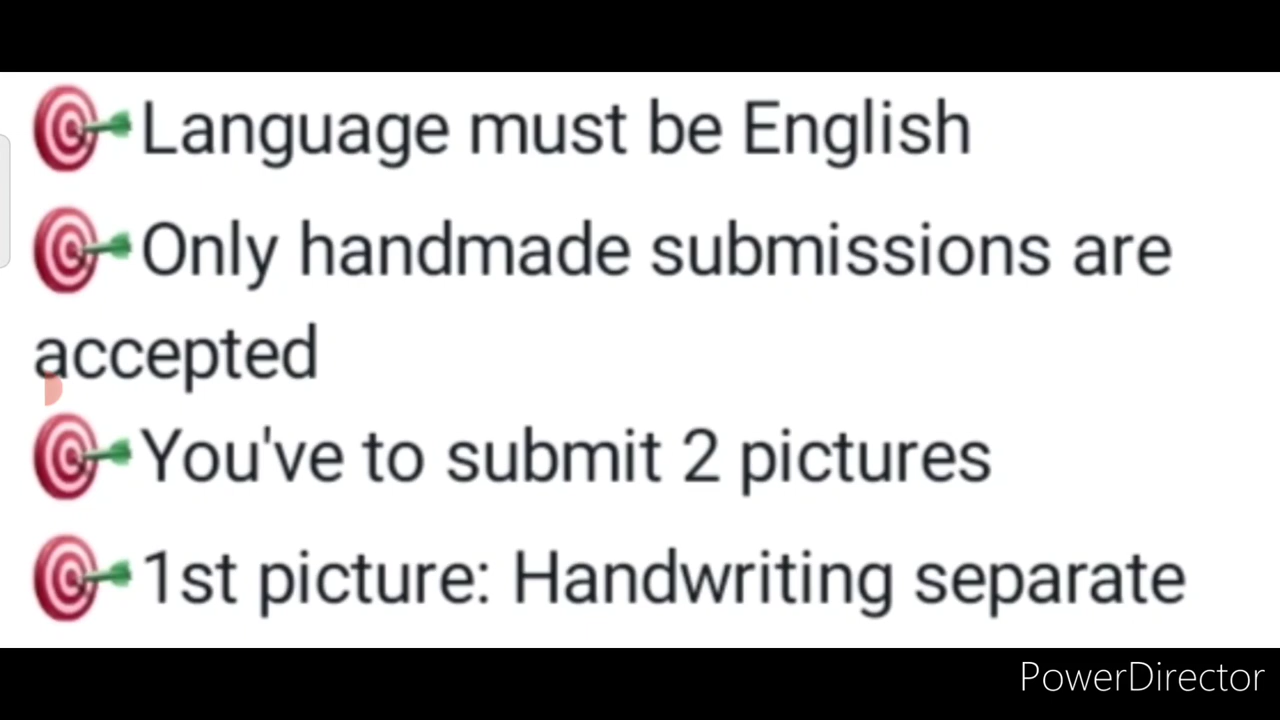 🎯Language must be English
🎯Only handmade submissions are
accepted
🎯You've to submit 2 pictures
🎯1st picture: Handwriting separate
PowerDirector